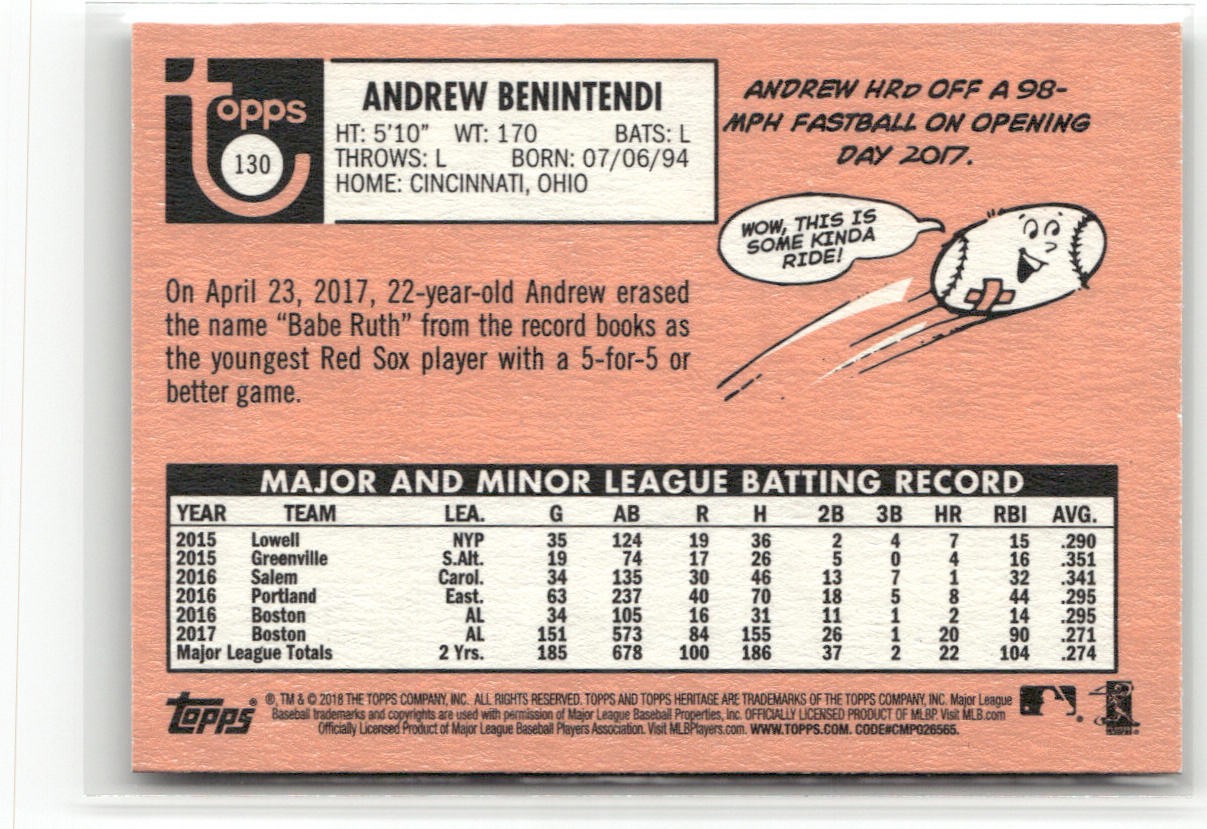 topps
130
ANDREW BENINTENDI
HT: 5'10" WT: 170 BATS: L
THROWS: L BORN: 07/06/94
HOME: CINCINNATI, OHIO
ANDREW HRD OFF A 98-
MPH FASTBALL ON OPENING
DAY 2017.
WOW, THIS IS
SOME KINDA
RIDE!
On April 23, 2017, 22-year-old Andrew erased
the name “Babe Ruth” from the record books as
the youngest Red Sox player with a 5-for-5 or
better game.
MAJOR AND MINOR LEAGUE BATTING RECORD
YEAR TEAM LEA. G AB R H 2B 3B HR RBI AVG.
2015 Lowell NYP 35 124 19 36 2 4 7 15 .290
2015 Greenville S.Alt. 19 74 17 26 5 0 4 16 .351
2016 Salem Carol. 34 135 30 46 13 7 1 32 .341
2016 Portland East. 63 237 40 70 18 5 8 44 .295
2016 Boston AL 34 105 16 31 11 1 2 14 .295
2017 Boston AL 151 573 84 155 26 1 20 90 .271
Major League Totals 2 Yrs. 185 678 100 186 37 2 22 104 .274
topps
®, TM & © 2018 THE TOPPS COMPANY, INC. ALL RIGHTS RESERVED. TOPPS AND TOPPS HERITAGE ARE TRADEMARKS OF THE TOPPS COMPANY, INC. Major League
Baseball trademarks and copyrights are used with permission of Major League Baseball Properties, Inc. OFFICIALLY LICENSED PRODUCT OF MLBP. Visit MLB.com
Officially Licensed Product of Major League Baseball Players Association. Visit MLBPlayers.com. WWW.TOPPS.COM. CODE#CMP026565.